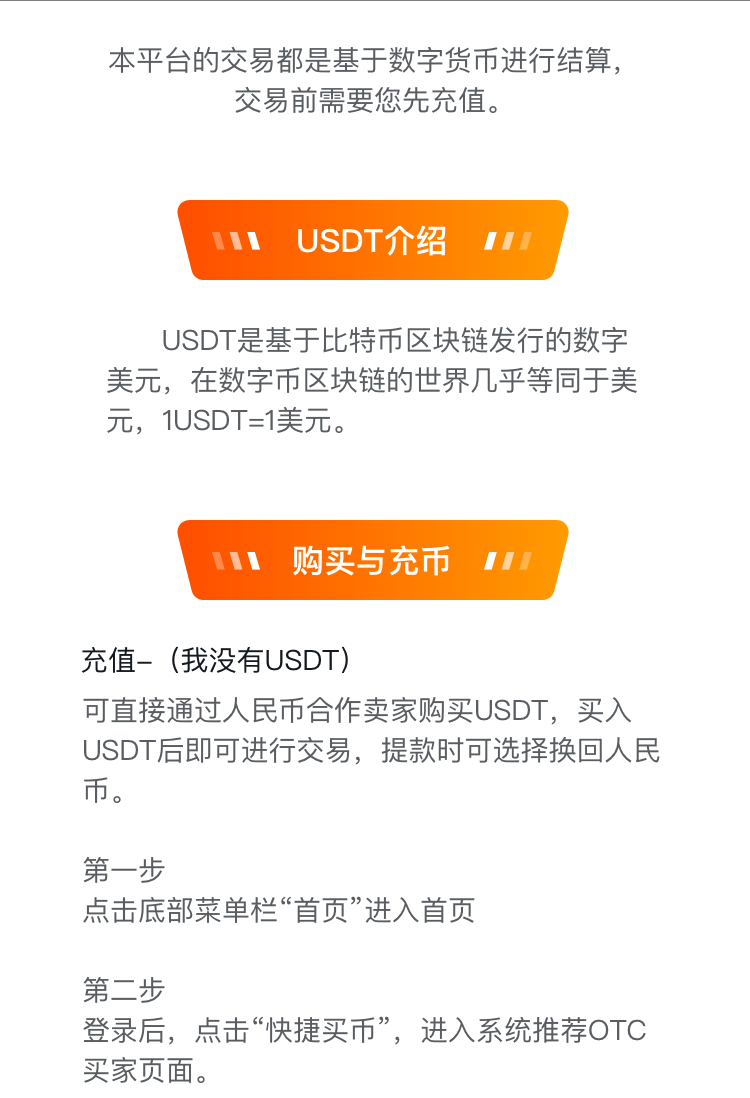 本平台的交易都是基于数字货币进行结算，
交易前需要您先充值。
USDT介绍
USDT是基于比特币区块链发行的数字
美元，在数字币区块链的世界几乎等同于美
元，1USDT=1美元。
购买与充币
充值–（我没有USDT）
可直接通过人民币合作卖家购买USDT，买入
USDT后即可进行交易，提款时可选择换回人民
币。
第一步
点击底部菜单栏“首页”进入首页
第二步
登录后，点击“快捷买币”，进入系统推荐OTC
买家页面。